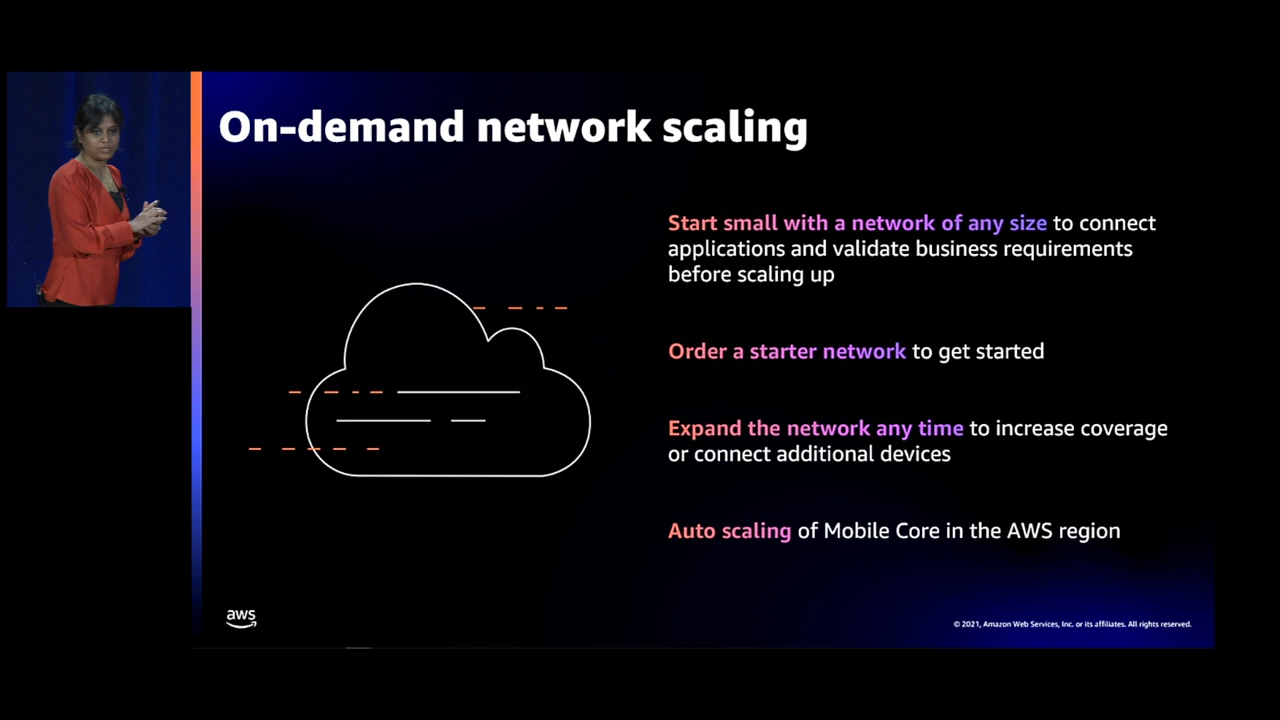 On-demand network scaling
Start small with a network of any size to connect
applications and validate business requirements
before scaling up
Order a starter network to get started
Expand the network any time to increase coverage
or connect additional devices
Auto scaling of Mobile Core in the AWS region
aws
© 2021, Amazon Web Services, Inc. or its affiliates. All rights reserved.